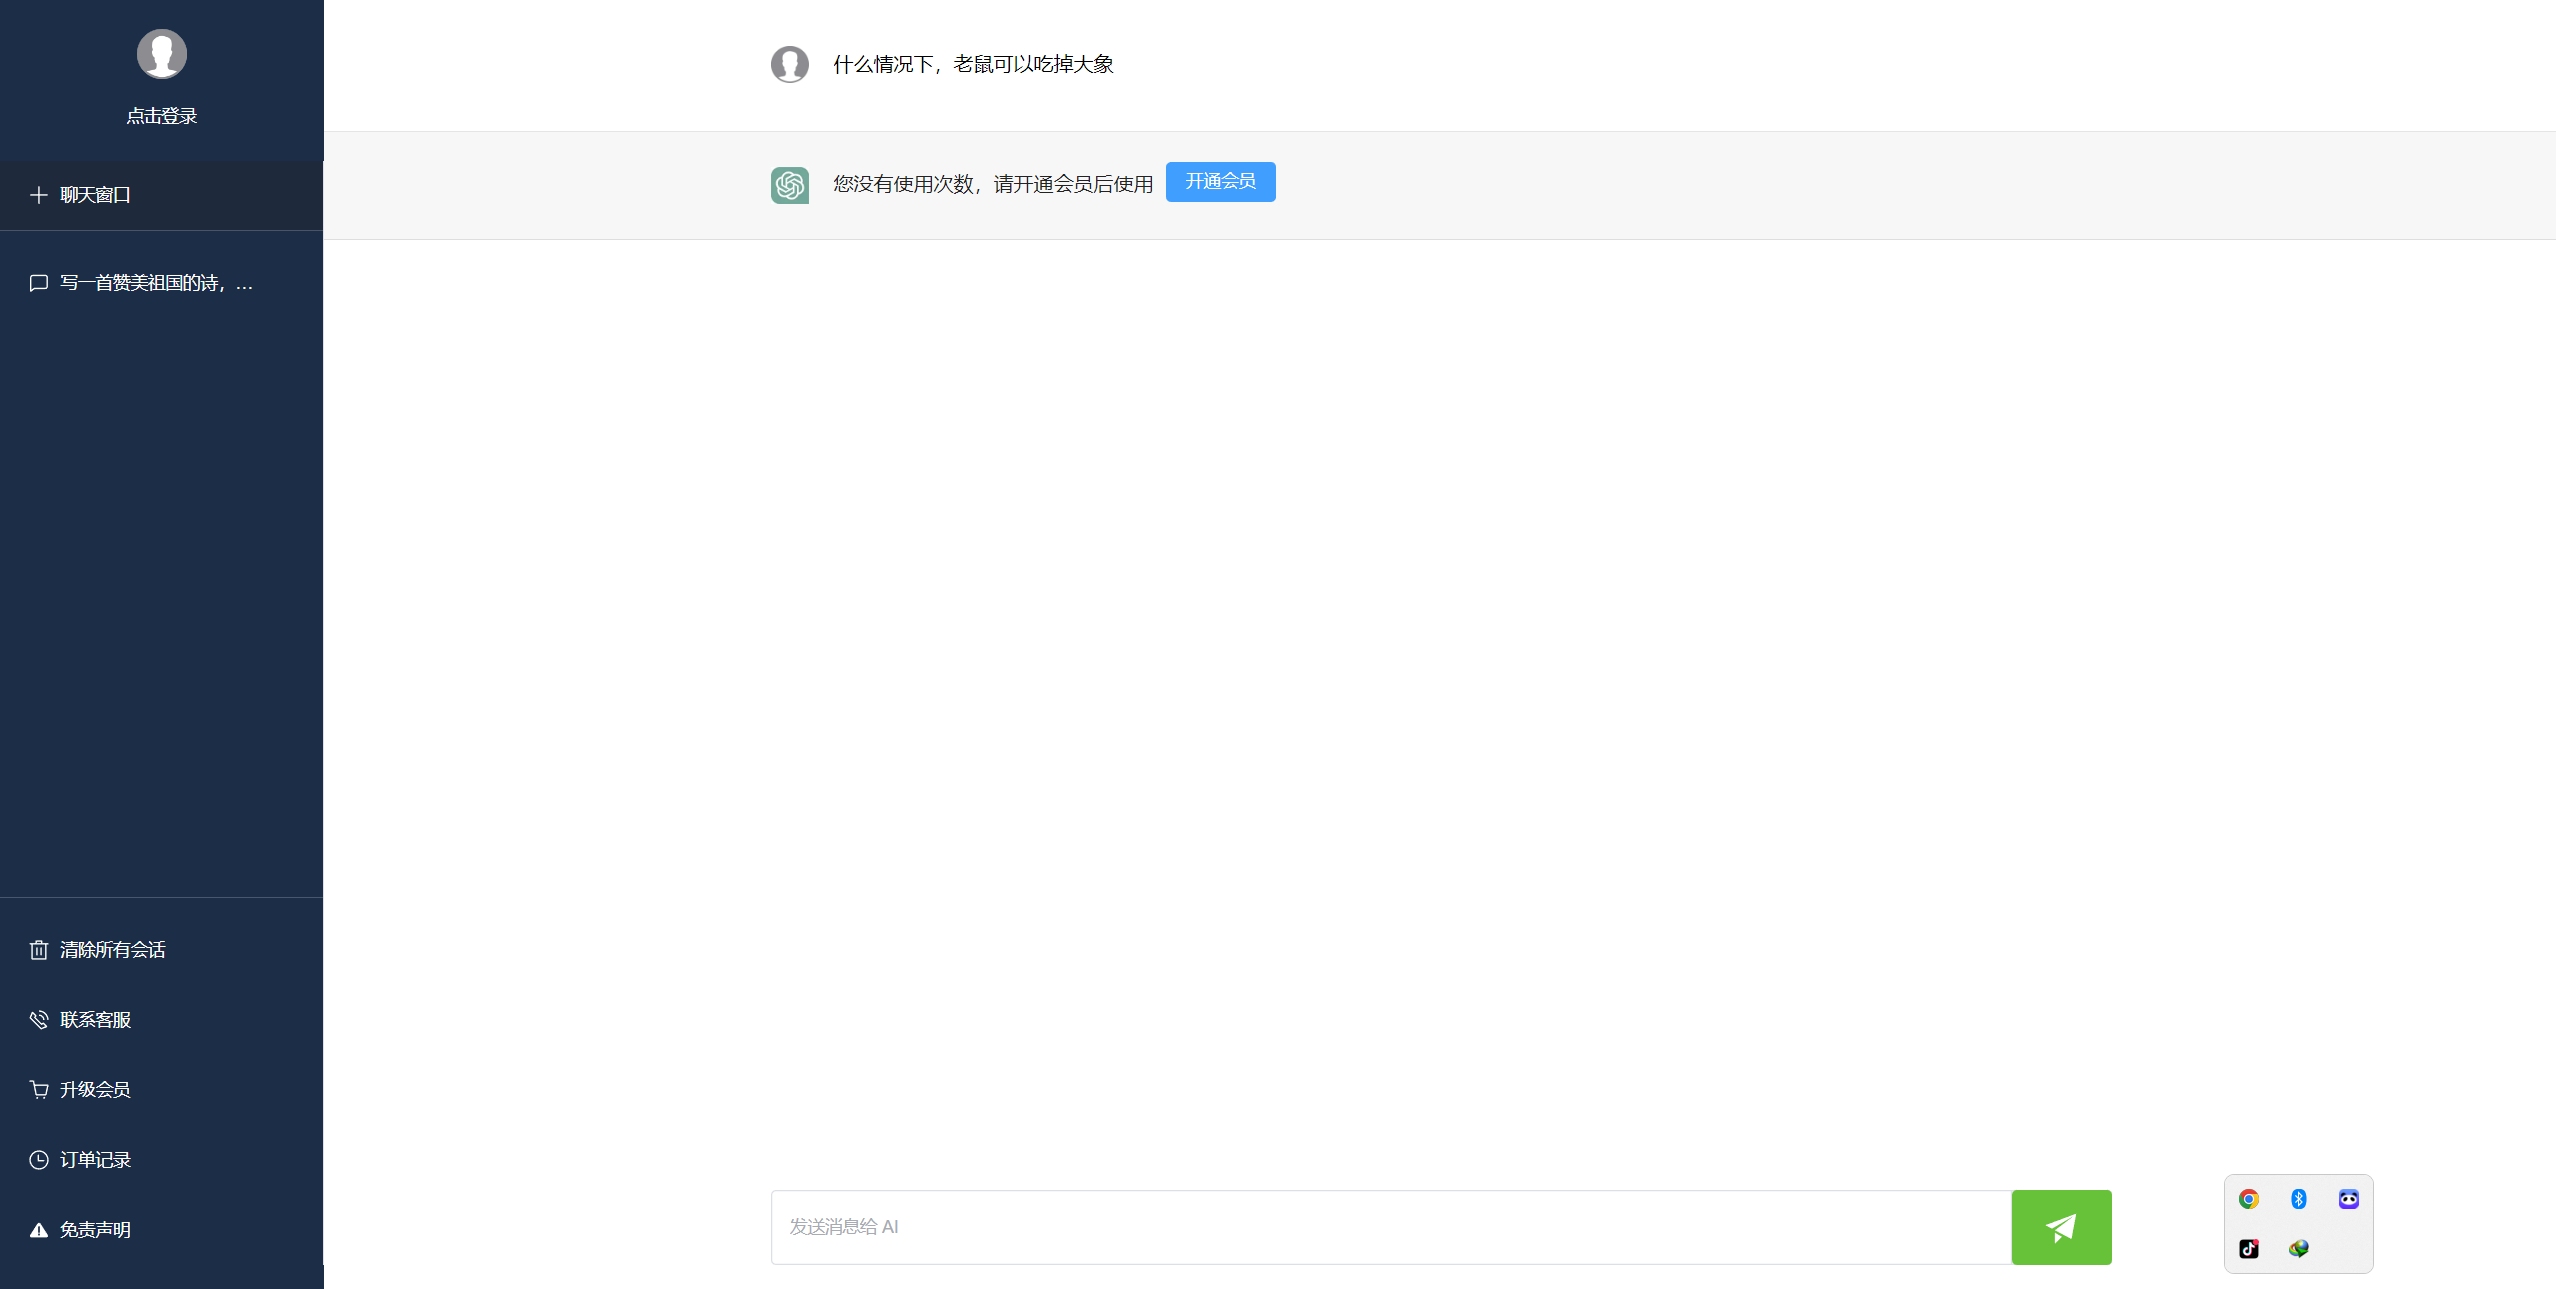 点击登录
聊天窗口
写一首赞美祖国的诗，...
清除所有会话
联系客服
升级会员
订单记录
免责声明
什么情况下，老鼠可以吃掉大象
您没有使用次数，请开通会员后使用 开通会员
发送消息给 AI